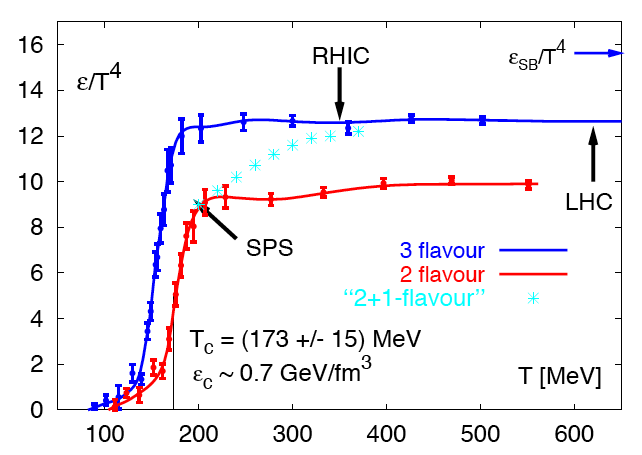 16
14
12
10
8
6
4
2
0
ε/T⁴
RHIC
ε_SB/T⁴
LHC
SPS
3 flavour
2 flavour
“2+1-flavour”
T_C = (173 +/- 15) MeV
ε_C ~ 0.7 GeV/fm³
T [MeV]
100 200 300 400 500 600